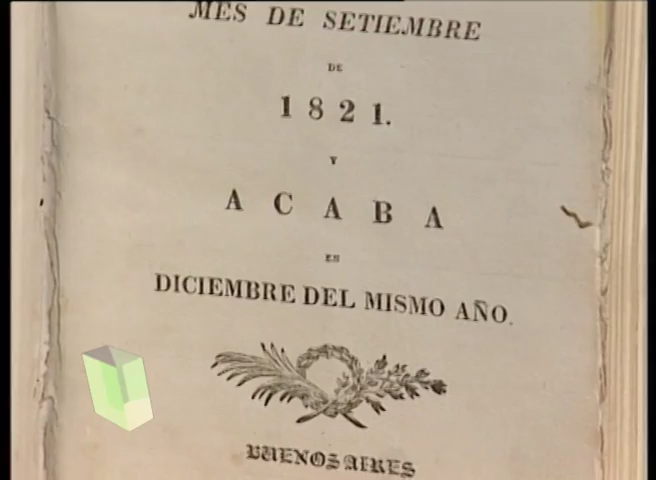 MES DE SETIEMBRE
DE
1821.
Y
ACABA
EN
DICIEMBRE DEL MISMO AÑO.
BUENOS AIRES